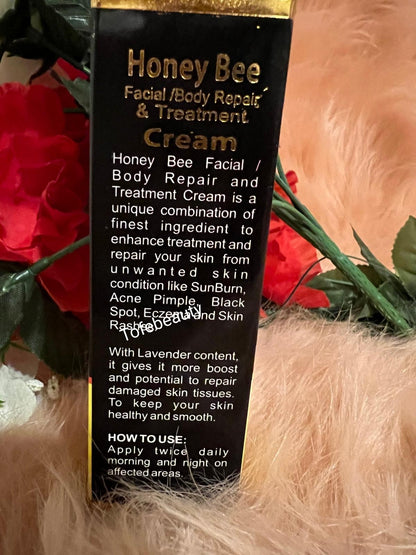 Honey Bee
Facial /Body Repair
& Treatment
Cream
Honey Bee Facial /
Body Repair and
Treatment Cream is a
unique combination of
finest ingredient to
enhance treatment and
repair your skin from
unwanted skin
condition like SunBurn,
Acne Pimple, Black
Spot, Eczema and Skin
Rashes
Tofebeauty
With Lavender content,
it gives it more boost
and potential to repair
damaged skin tissues.
To keep your skin
healthy and smooth.
HOW TO USE:
Apply twice daily
morning and night on
affected areas.